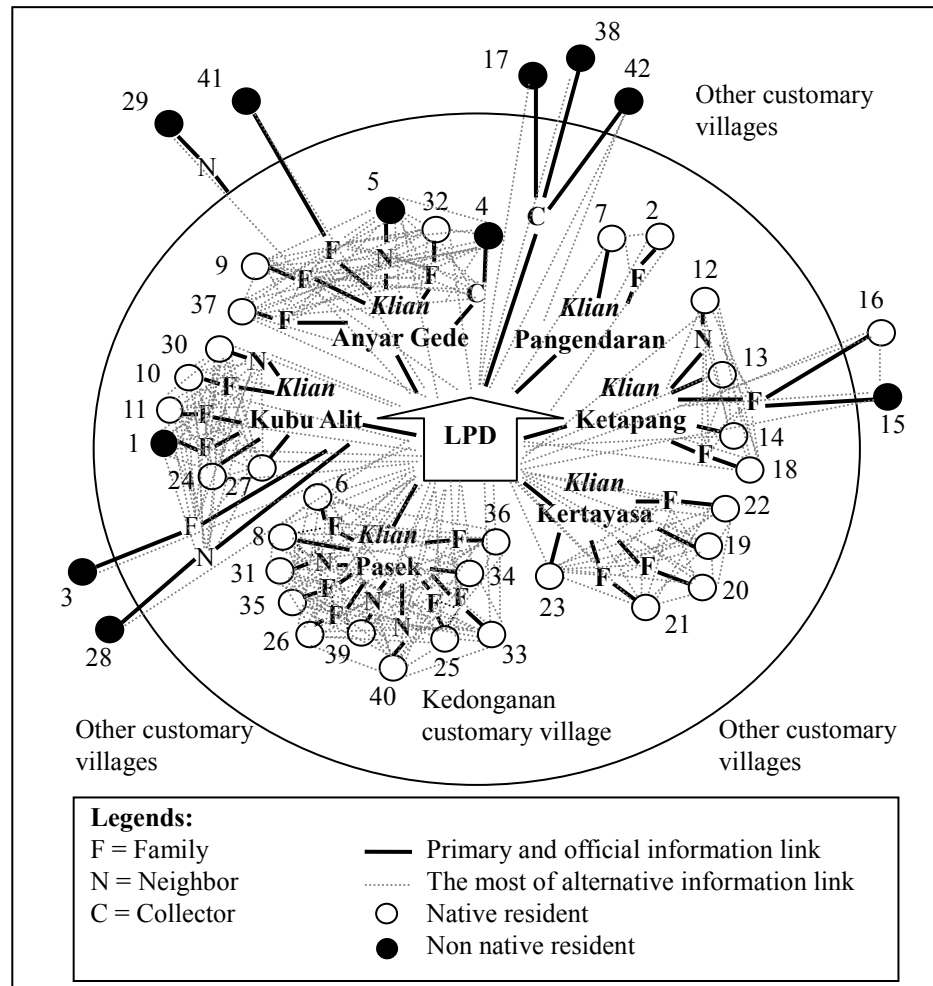 38
17
42
41
29
Other customary
villages
5
32
4
7
2
N
C
12
9
F
N
F
F
16
F
C
Klian
Klian
N
37
F
Anyar Gede
Pangendaran
13
30
N
Klian
Klian
F
10
F
Kubu Alit
LPD
Ketapang
14
15
11
F
F
18
1
F
Klian
24
27
6
Kertayasa
F
22
F
F
Klian
36
19
N
8
F
31
N
Pasek
34
F
F
20
3
35
F
F
F
23
21
26
F
N
N
28
39
25
33
40
Kedonganan
customary village
Other customary
villages
Other customary
villages
Legends:
F = Family
N = Neighbor
C = Collector
Primary and official information link
The most of alternative information link
Native resident
Non native resident